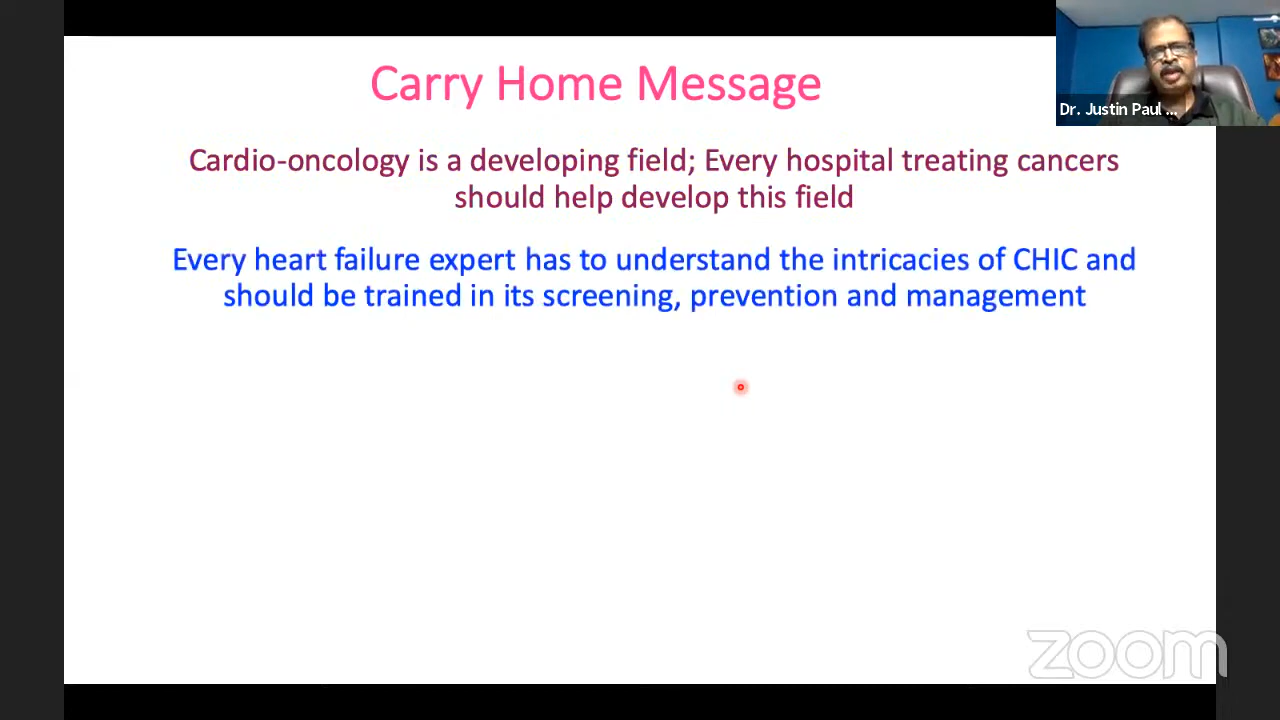 Carry Home Message
Dr. Justin Paul ...
Cardio-oncology is a developing field; Every hospital treating cancers
should help develop this field
Every heart failure expert has to understand the intricacies of CHIC and
should be trained in its screening, prevention and management
zoom